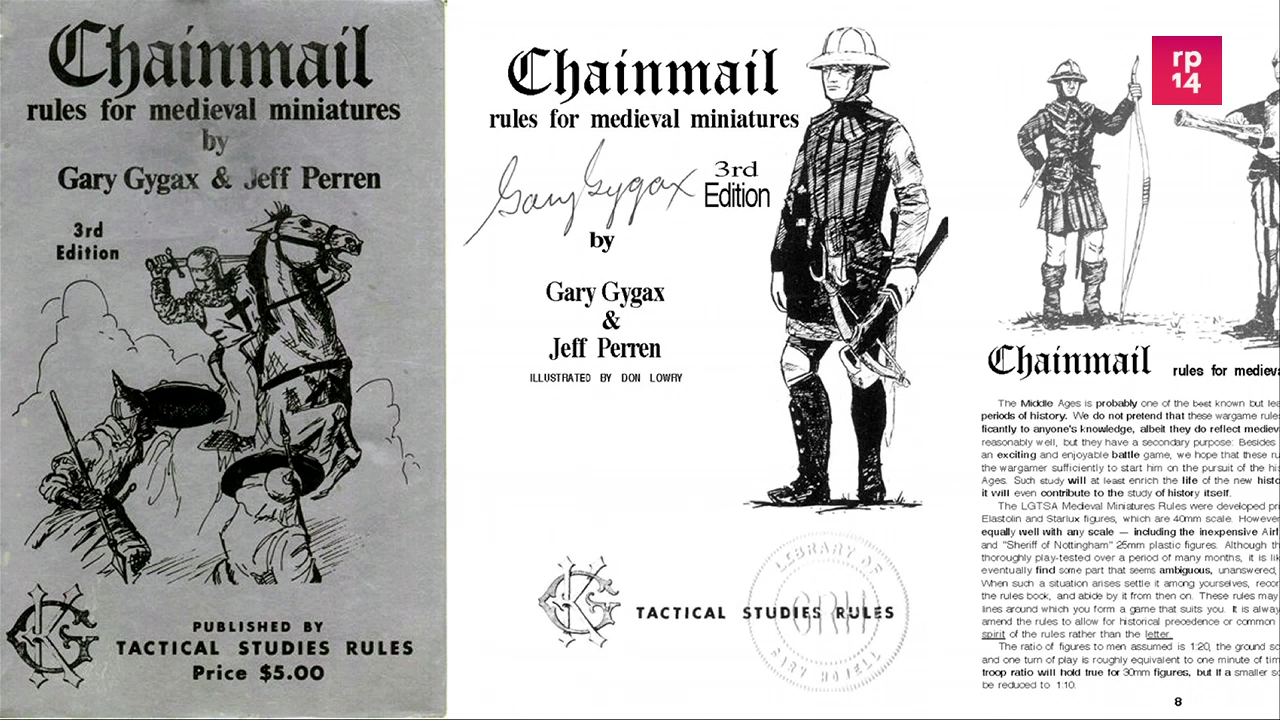 Chainmail
rules for medieval miniatures
by
Gary Gygax & Jeff Perren
3rd
Edition
PUBLISHED BY
TACTICAL STUDIES RULES
Price $5.00
Chainmail
rules for medieval miniatures
Gary Gygax
3rd
Edition
by
Gary Gygax
&
Jeff Perren
ILLUSTRATED BY DON LOWRY
TACTICAL STUDIES RULES
LIBRARY OF
GRH
rp
14
Chainmail rules for medieva
The Middle Ages is probably one of the best known but lea
periods of history. We do not pretend that these wargame rule
ficantly to anyone's knowledge, albeit they do reflect mediev
reasonably well, but they have a secondary purpose: Besides
an exciting and enjoyable battle game, we hope that these ru
the wargamer sufficiently to start him on the pursuit of the hi
Ages. Such study will at least enrich the life of the new histo
it will even contribute to the study of history itself.
The LGTSA Medieval Miniatures Rules were developed pr
Elastolin and Starlux figures, which are 40mm scale. However
equally well with any scale — including the inexpensive Airf
and "Sheriff of Nottingham" 25mm plastic figures. Although th
thoroughly play-tested over a period of many months, it is lik
eventually find some part that seems ambiguous, unanswered,
When such a situation arises settle it among yourselves, recor
the rules book, and abide by it from then on. These rules may
lines around which you form a game that suits you. It is alway
amend the rules to allow for historical precedence or common
spirit of the rules rather than the letter.
The ratio of figures to men assumed is 1:20, the ground sc
and one turn of play is roughly equivalent to one minute of tim
troop ratio will hold true for 30mm figures, but if a smaller sc
be reduced to 1:10.
8